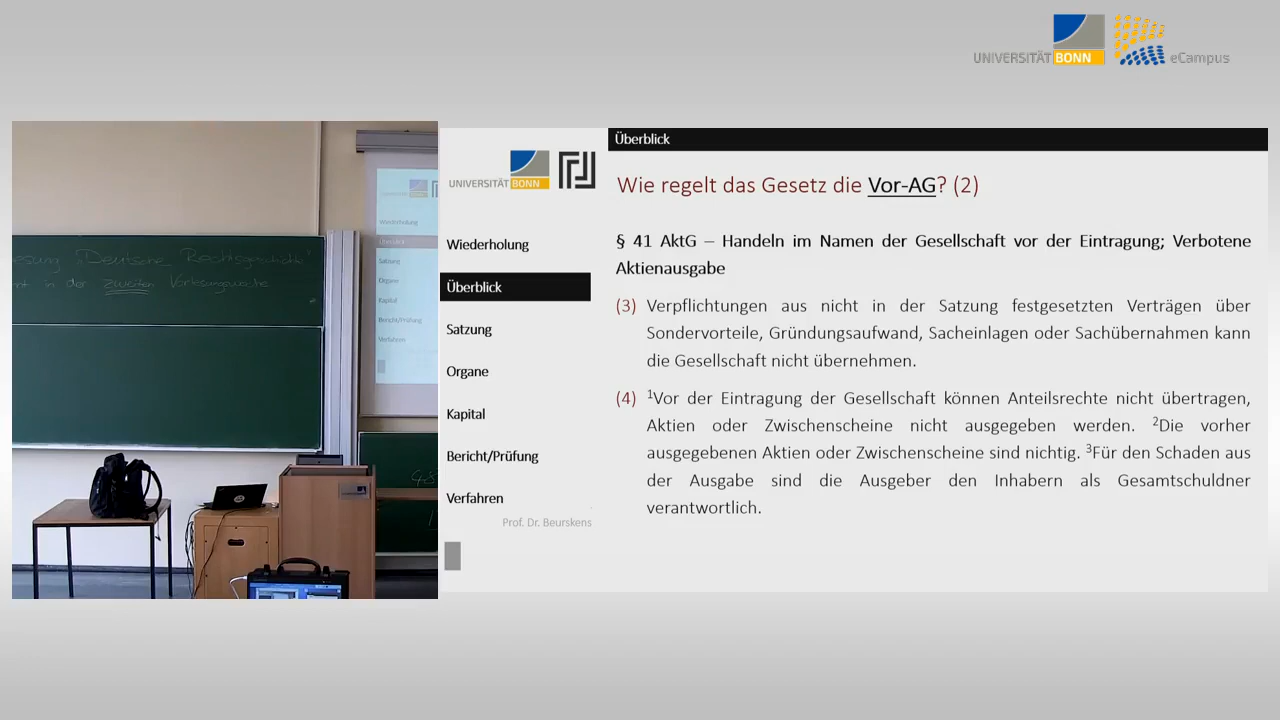 UNIVERSITÄT BONN eCampus
Überblick
UNIVERSITÄT BONN
Wie regelt das Gesetz die Vor-AG? (2)
§ 41 AktG – Handeln im Namen der Gesellschaft vor der Eintragung; Verbotene
Aktienausgabe
(3) Verpflichtungen aus nicht in der Satzung festgesetzten Verträgen über
Sondervorteile, Gründungsaufwand, Sacheinlagen oder Sachübernahmen kann
die Gesellschaft nicht übernehmen.
(4) ¹Vor der Eintragung der Gesellschaft können Anteilsrechte nicht übertragen,
Aktien oder Zwischenscheine nicht ausgegeben werden. ²Die vorher
ausgegebenen Aktien oder Zwischenscheine sind nichtig. ³Für den Schaden aus
der Ausgabe sind die Ausgeber den Inhabern als Gesamtschuldner
verantwortlich.
Wiederholung
Überblick
Satzung
Organe
Kapital
Bericht/Prüfung
Verfahren
Prof. Dr. Beurskens
esung "Deutsche Rechtsgeschichte"
in der zweiten Vorlesungswoche
Wiederholung
Überblick
Satzung
Organe
Kapital
Bericht/Prüfung
Verfahren